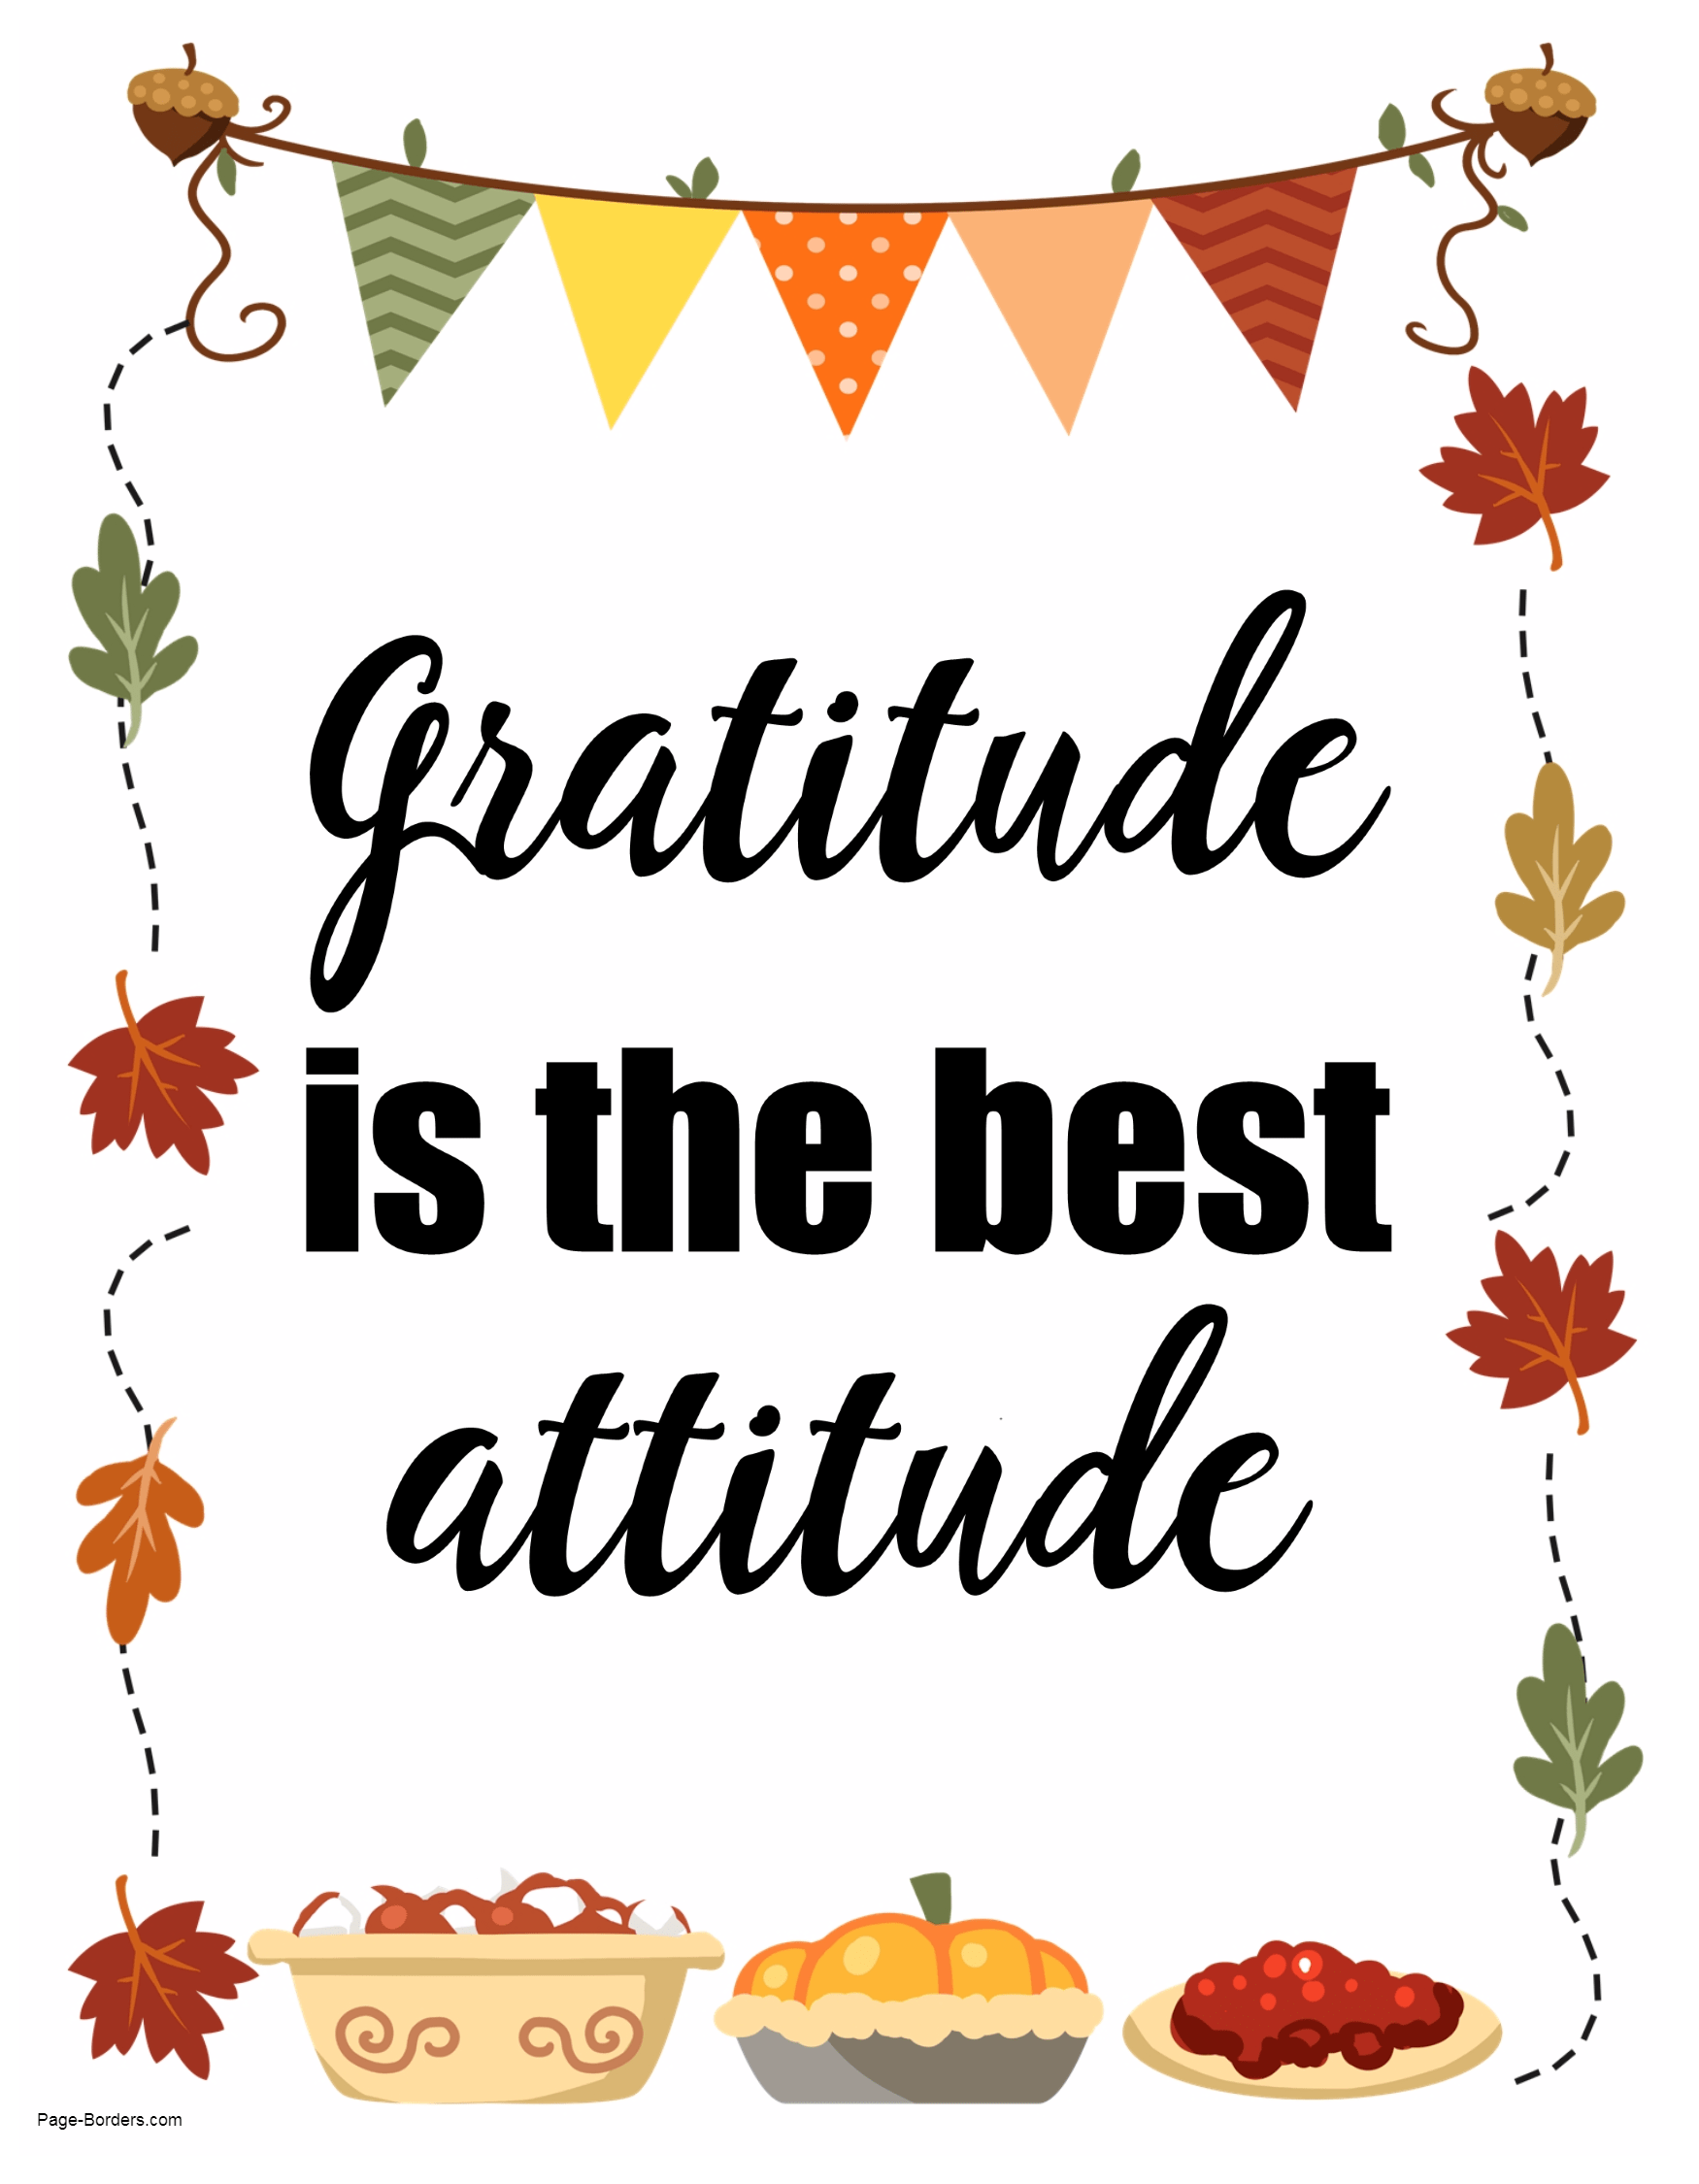 Gratitude
is the best
attitude
Page-Borders.com